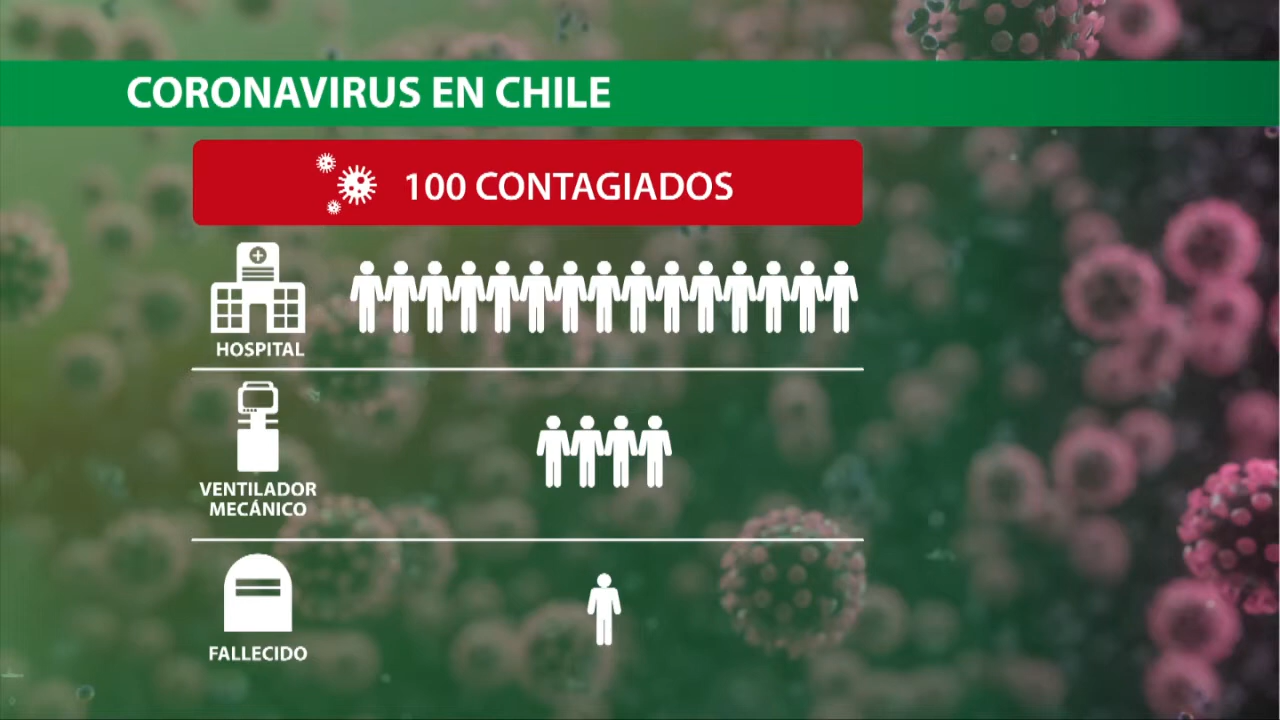 CORONAVIRUS EN CHILE
100 CONTAGIADOS
HOSPITAL
VENTILADOR
MECÁNICO
FALLECIDO